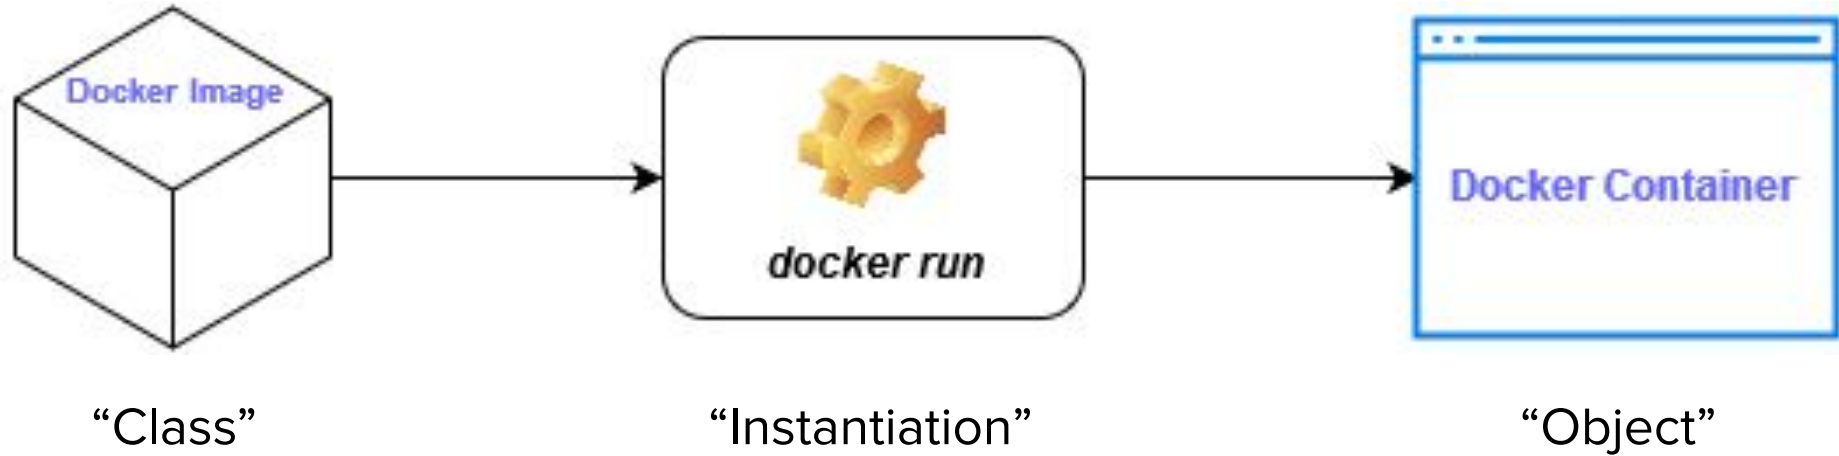 Docker Image
docker run
Docker Container
“Class”
“Instantiation”
“Object”